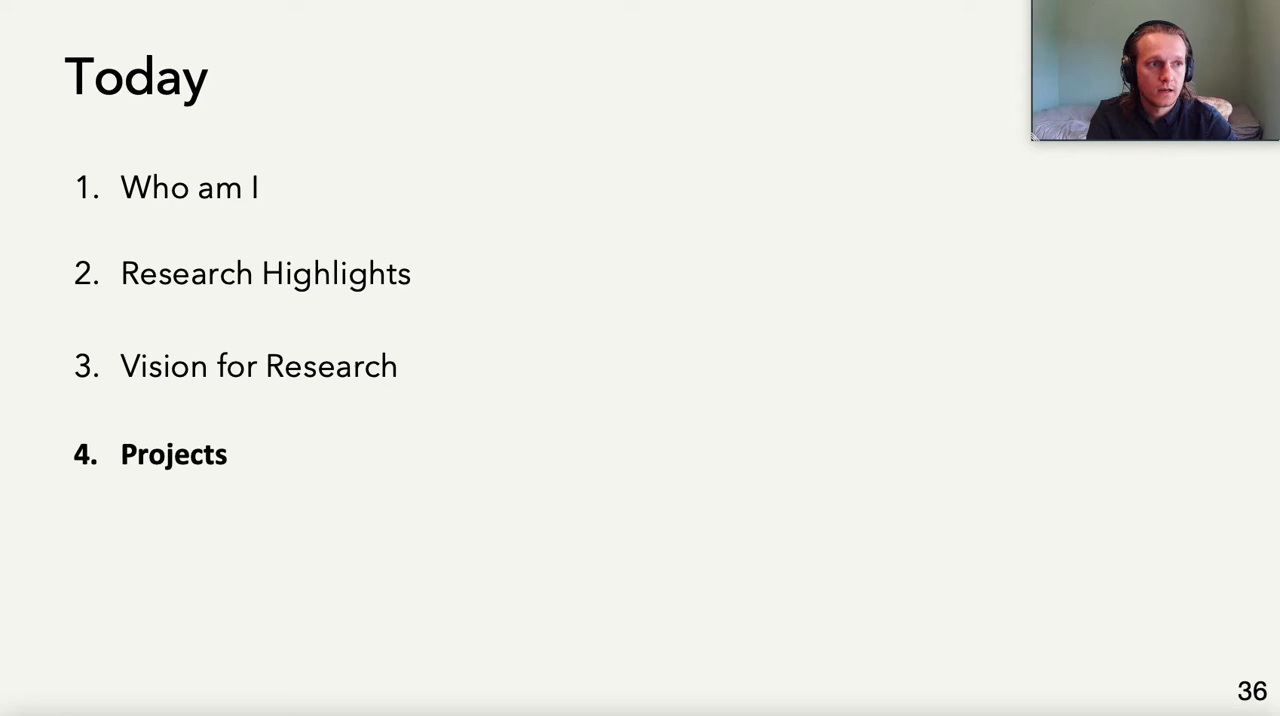 Today
1. Who am I
2. Research Highlights
3. Vision for Research
4. Projects
36